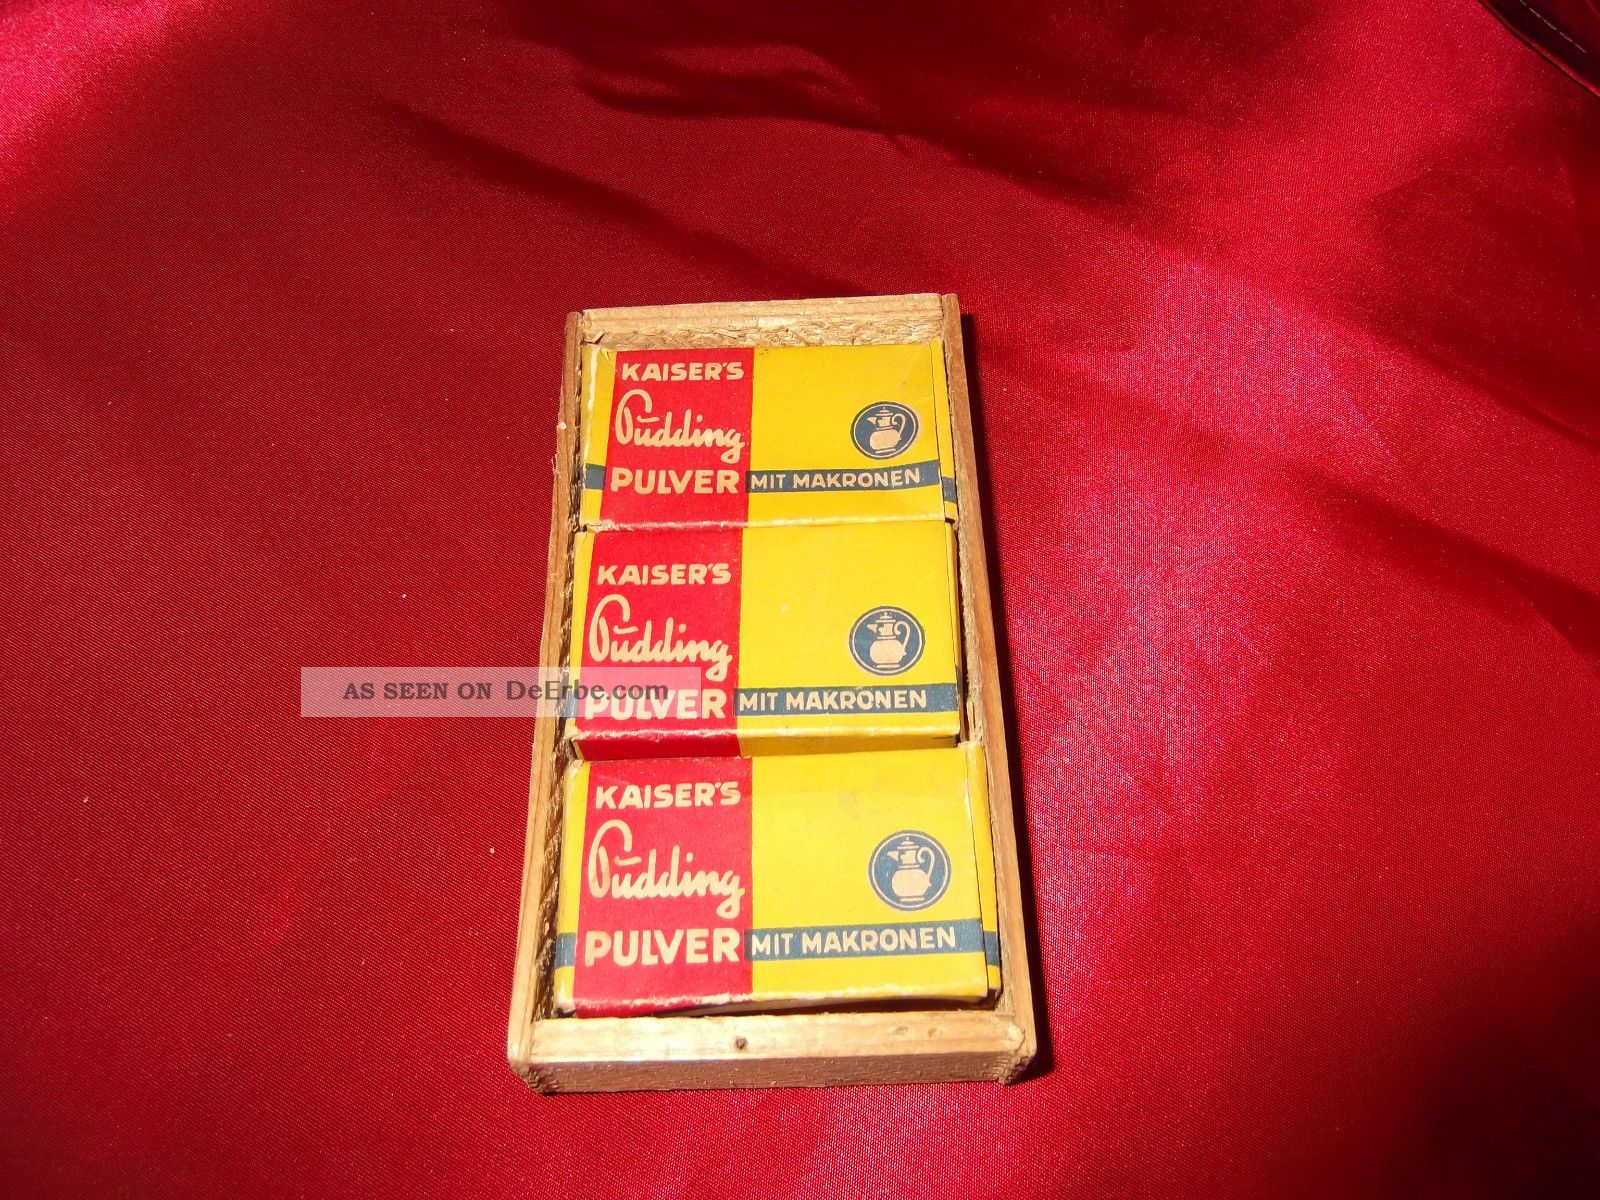 KAISER'S
Pudding
PULVER MIT MAKRONEN
KAISER'S
Pudding
AS SEEN ON DeErbe.com
PULVER MIT MAKRONEN
KAISER'S
Pudding
PULVER MIT MAKRONEN